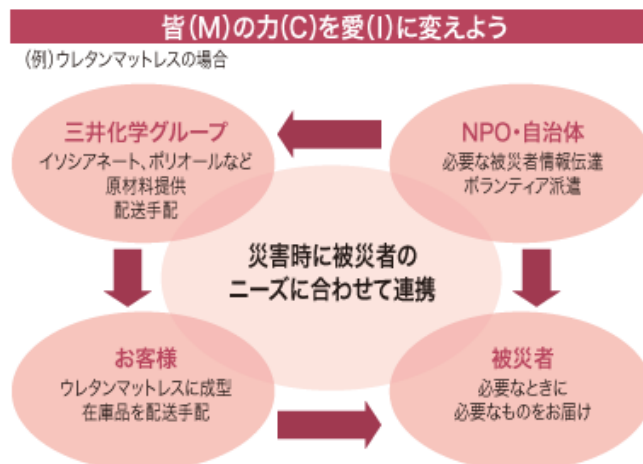 皆(M)の力(C)を愛(I)に変えよう
(例)ウレタンマットレスの場合
三井化学グループ
イソシアネート、ポリオールなど
原材料提供
配送手配
NPO・自治体
必要な被災者情報伝達
ボランティア派遣
災害時に被災者の
ニーズに合わせて連携
お客様
ウレタンマットレスに成型
在庫品を配送手配
被災者
必要なときに
必要なものをお届け